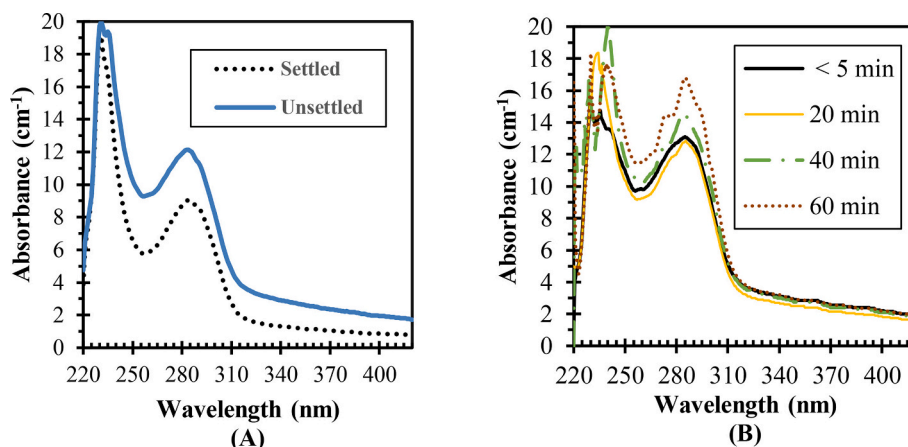 20
18
16
14
12
10
8
6
4
2
0
Absorbance (cm⁻¹)
Settled
Unsettled
220 250 280 310 340 370 400
Wavelength (nm)
(A)
20
18
16
14
12
10
8
6
4
2
0
Absorbance (cm⁻¹)
< 5 min
20 min
40 min
60 min
220 250 280 310 340 370 400
Wavelength (nm)
(B)